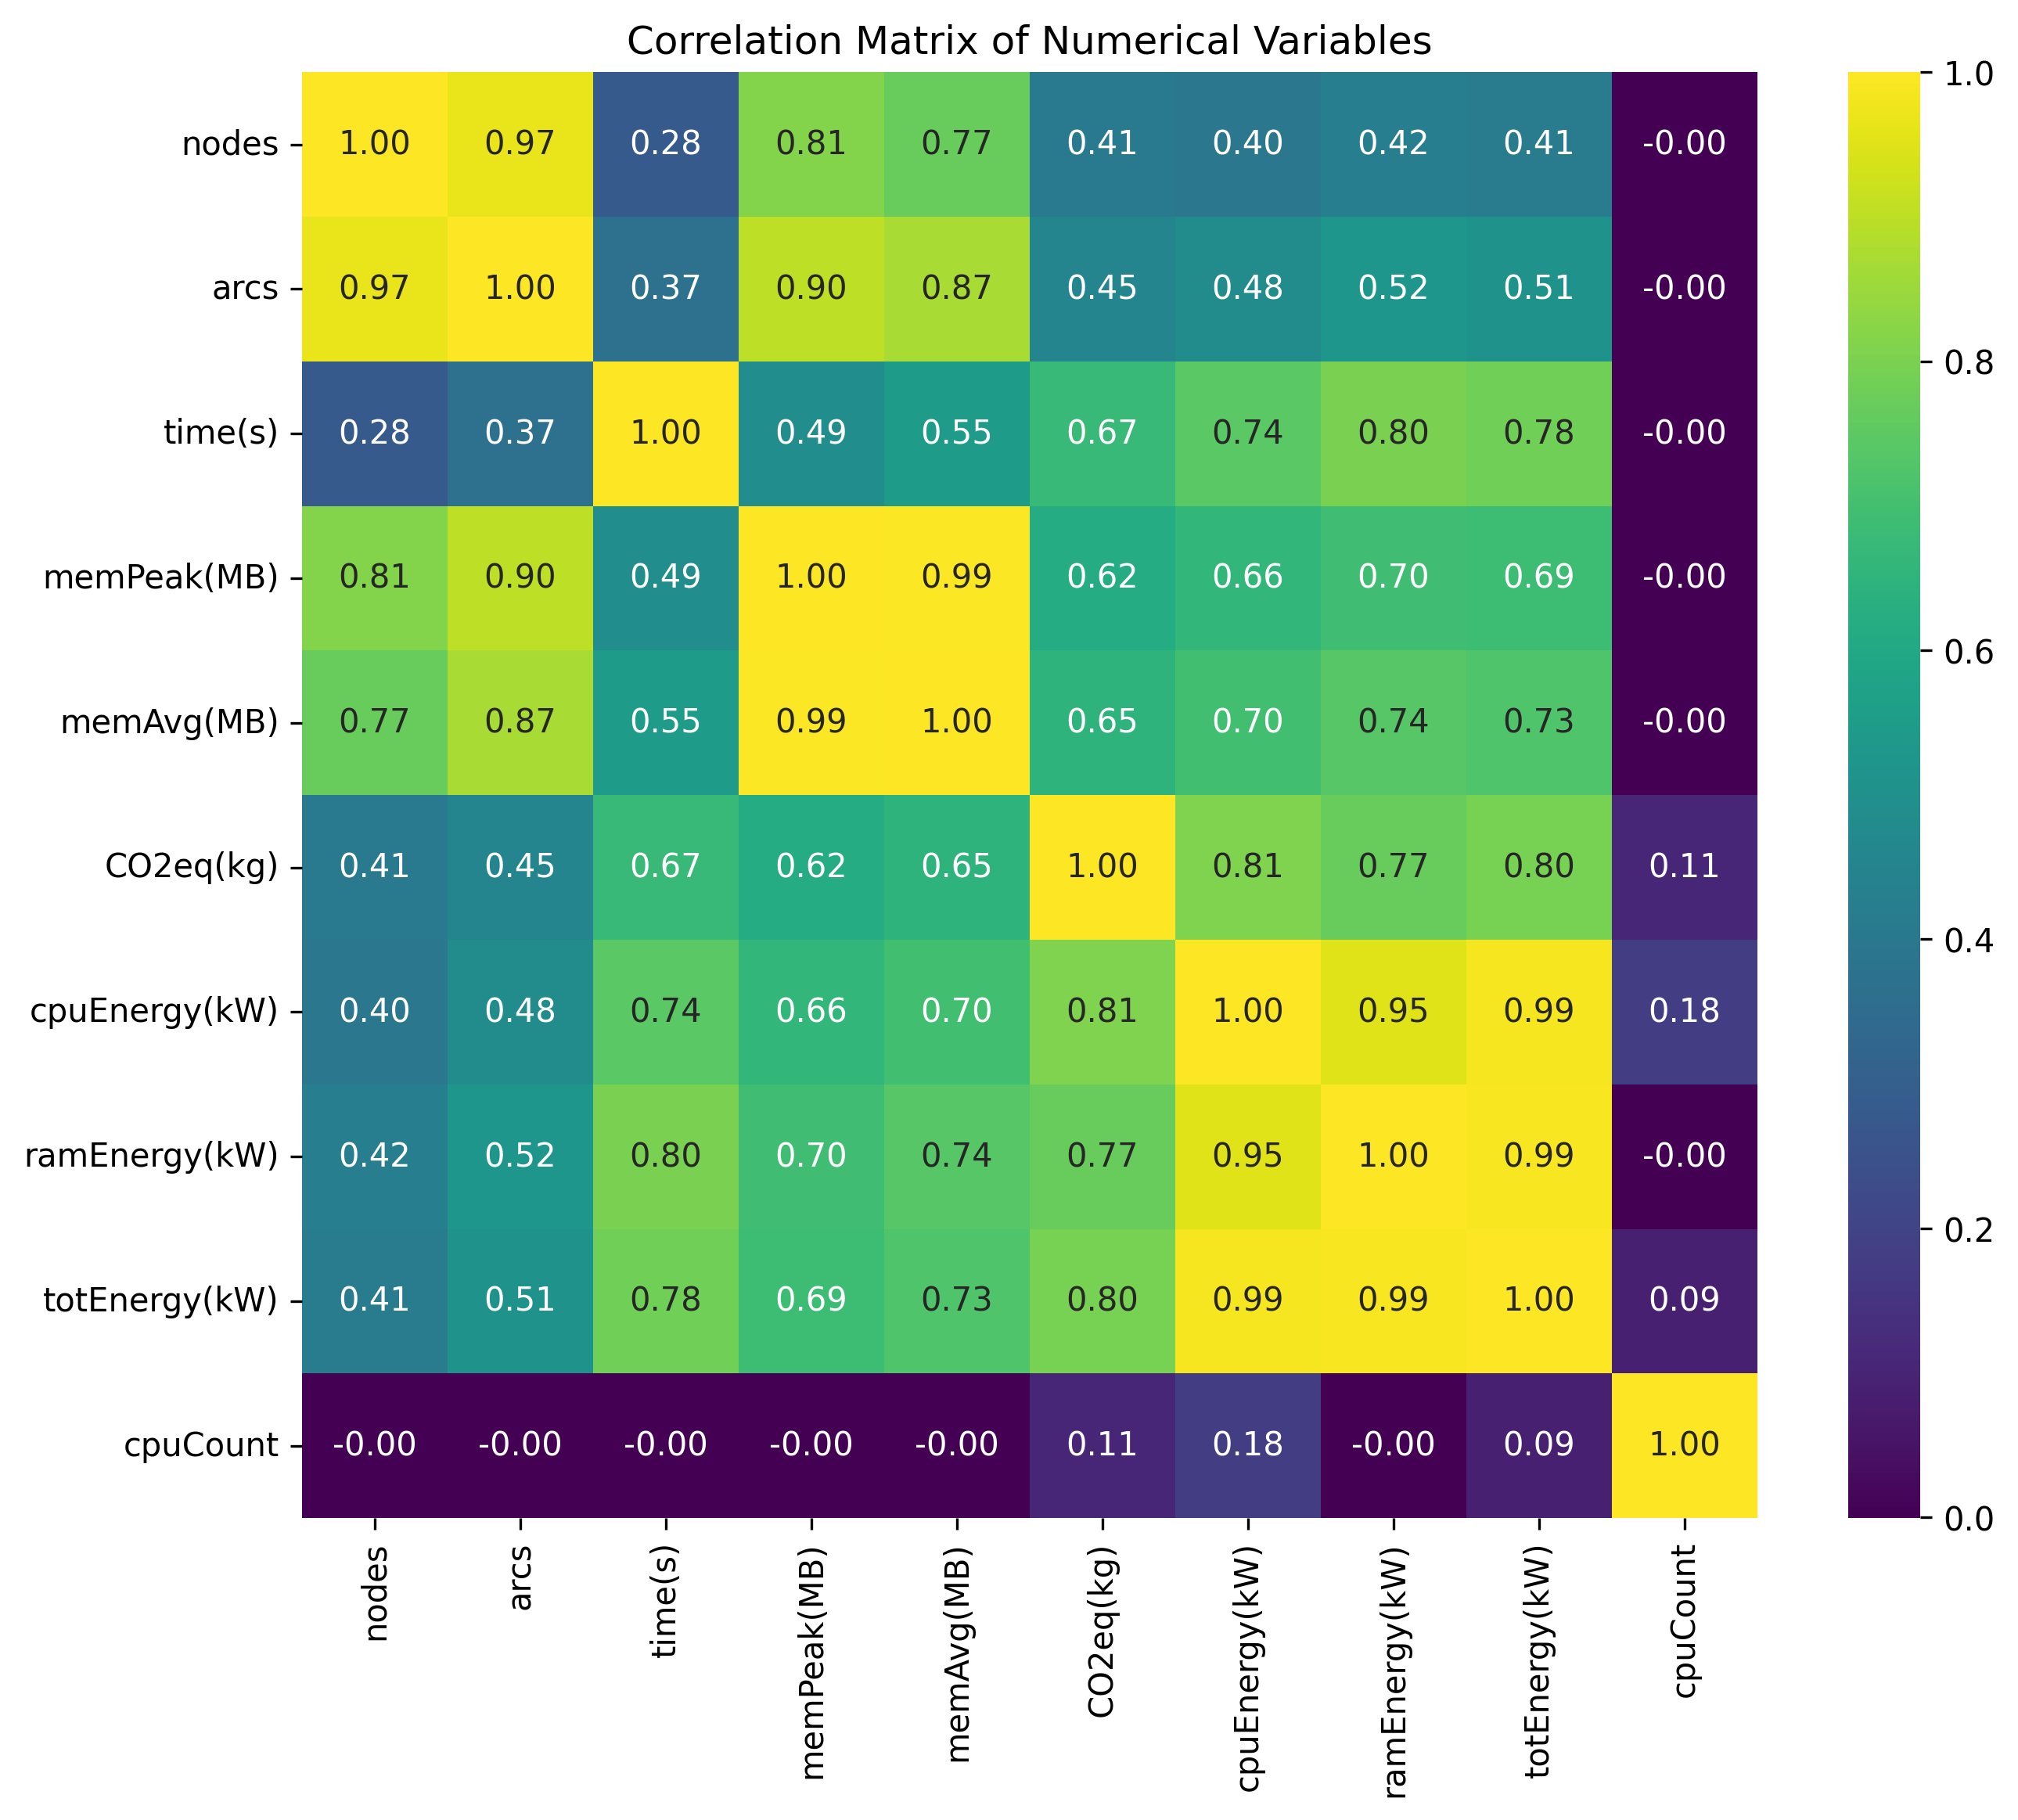 Correlation Matrix of Numerical Variables
nodes 1.00 0.97 0.28 0.81 0.77 0.41 0.40 0.42 0.41 -0.00
arcs 0.97 1.00 0.37 0.90 0.87 0.45 0.48 0.52 0.51 -0.00
time(s) 0.28 0.37 1.00 0.49 0.55 0.67 0.74 0.80 0.78 -0.00
memPeak(MB) 0.81 0.90 0.49 1.00 0.99 0.62 0.66 0.70 0.69 -0.00
memAvg(MB) 0.77 0.87 0.55 0.99 1.00 0.65 0.70 0.74 0.73 -0.00
CO2eq(kg) 0.41 0.45 0.67 0.62 0.65 1.00 0.81 0.77 0.80 0.11
cpuEnergy(kW) 0.40 0.48 0.74 0.66 0.70 0.81 1.00 0.95 0.99 0.18
ramEnergy(kW) 0.42 0.52 0.80 0.70 0.74 0.77 0.95 1.00 0.99 -0.00
totEnergy(kW) 0.41 0.51 0.78 0.69 0.73 0.80 0.99 0.99 1.00 0.09
cpuCount -0.00 -0.00 -0.00 -0.00 -0.00 0.11 0.18 -0.00 0.09 1.00
nodes
arcs
time(s)
memPeak(MB)
memAvg(MB)
CO2eq(kg)
cpuEnergy(kW)
ramEnergy(kW)
totEnergy(kW)
cpuCount
1.0
0.8
0.6
0.4
0.2
0.0